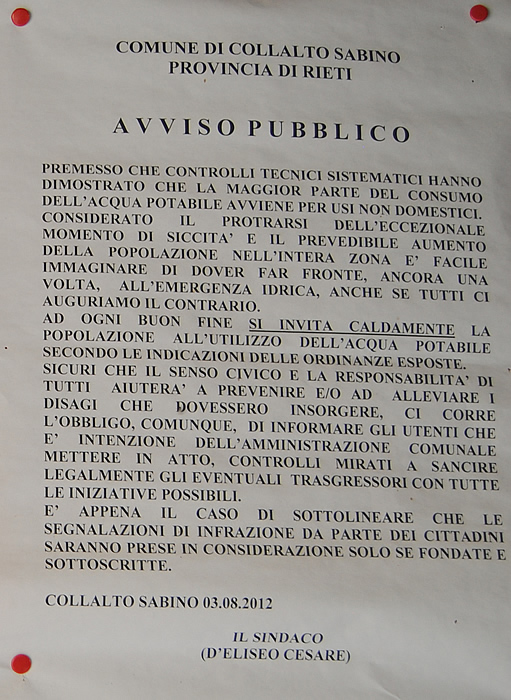 COMUNE DI COLLALTO SABINO
PROVINCIA DI RIETI
AVVISO PUBBLICO
PREMESSO CHE CONTROLLI TECNICI SISTEMATICI HANNO
DIMOSTRATO CHE LA MAGGIOR PARTE DEL CONSUMO
DELL'ACQUA POTABILE AVVIENE PER USI NON DOMESTICI.
CONSIDERATO IL PROTRARSI DELL'ECCEZIONALE
MOMENTO DI SICCITA' E IL PREVEDIBILE AUMENTO
DELLA POPOLAZIONE NELL'INTERA ZONA E' FACILE
IMMAGINARE DI DOVER FAR FRONTE, ANCORA UNA
VOLTA, ALL'EMERGENZA IDRICA, ANCHE SE TUTTI CI
AUGURIAMO IL CONTRARIO.
AD OGNI BUON FINE SI INVITA CALDAMENTE LA
POPOLAZIONE ALL'UTILIZZO DELL'ACQUA POTABILE
SECONDO LE INDICAZIONI DELLE ORDINANZE ESPOSTE.
SICURI CHE IL SENSO CIVICO E LA RESPONSABILITA' DI
TUTTI AIUTERA' A PREVENIRE E/O AD ALLEVIARE I
DISAGI CHE DOVESSERO INSORGERE, CI CORRE
L'OBBLIGO, COMUNQUE, DI INFORMARE GLI UTENTI CHE
E' INTENZIONE DELL'AMMINISTRAZIONE COMUNALE
METTERE IN ATTO, CONTROLLI MIRATI A SANCIRE
LEGALMENTE GLI EVENTUALI TRASGRESSORI CON TUTTE
LE INIZIATIVE POSSIBILI.
E' APPENA IL CASO DI SOTTOLINEARE CHE LE
SEGNALAZIONI DI INFRAZIONE DA PARTE DEI CITTADINI
SARANNO PRESE IN CONSIDERAZIONE SOLO SE FONDATE E
SOTTOSCRITTE.
COLLALTO SABINO 03.08.2012
IL SINDACO
(D'ELISEO CESARE)